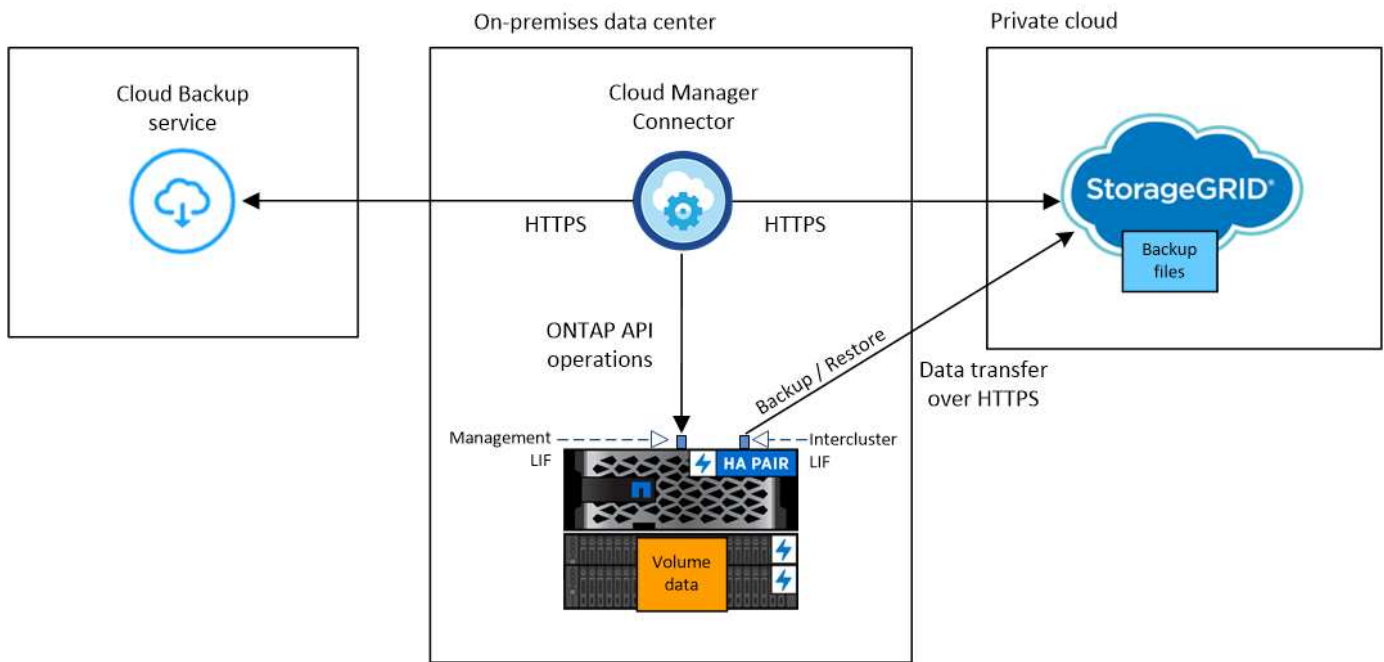 On-premises data center
Private cloud
Cloud Backup
service
Cloud Manager
Connector
HTTPS
HTTPS
StorageGRID®
Backup
files
ONTAP API
operations
Backup / Restore
Data transfer
over HTTPS
Management
LIF
Intercluster
LIF
HA PAIR
Volume
data